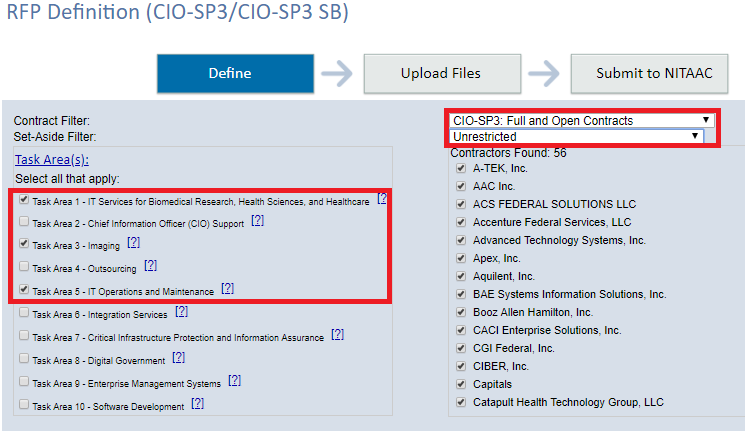 RFP Definition (CIO-SP3/CIO-SP3 SB)
Define
Upload Files
Submit to NITAAC
Contract Filter:
CIO-SP3: Full and Open Contracts
Set-Aside Filter:
Unrestricted
Task Area(s):
Select all that apply:
Task Area 1 - IT Services for Biomedical Research, Health Sciences, and Healthcare [?
Task Area 2 - Chief Information Officer (CIO) Support [?]
Task Area 3 - Imaging [?]
Task Area 4 - Outsourcing [?]
Task Area 5 - IT Operations and Maintenance [?]
Task Area 6 - Integration Services [?]
Task Area 7 - Critical Infrastructure Protection and Information Assurance [?]
Task Area 8 - Digital Government [?]
Task Area 9 - Enterprise Management Systems [?]
Task Area 10 - Software Development [?]
Contractors Found: 56
A-TEK, Inc.
AAC Inc.
ACS FEDERAL SOLUTIONS LLC
Accenture Federal Services, LLC
Advanced Technology Systems, Inc.
Apex, Inc.
Aquilent, Inc.
BAE Systems Information Solutions, Inc.
Booz Allen Hamilton, Inc.
CACI Enterprise Solutions, Inc.
CGI Federal, Inc.
CIBER, Inc.
Capitals
Catapult Health Technology Group, LLC